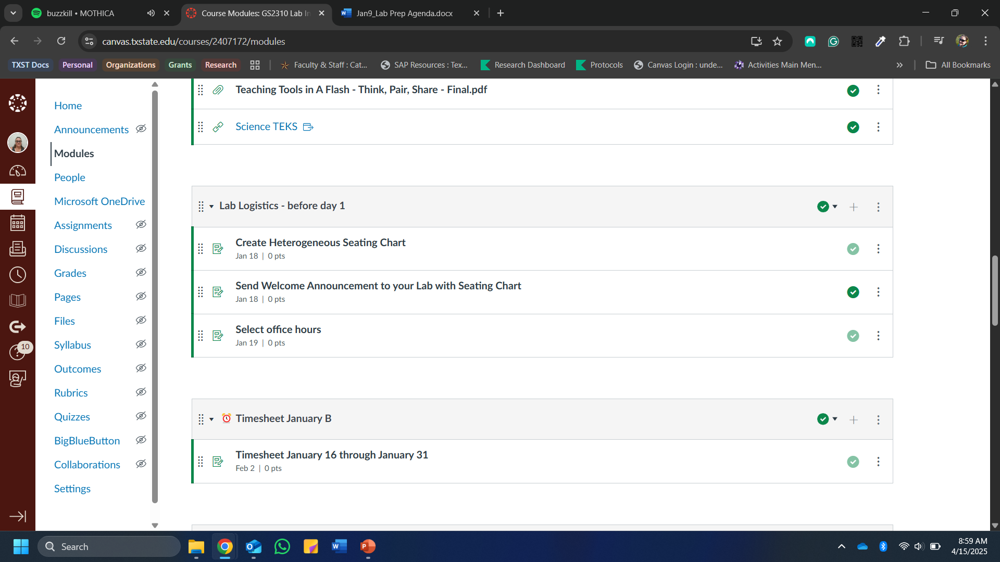 buzzkill • MOTHICA
Course Modules: GS2310 Lab In
Jan9_Lab Prep Agenda.docx
canvas.txstate.edu/courses/2407172/modules
TXST Docs
Personal
Organizations
Grants
Research
Faculty & Staff : Cat...
SAP Resources : Tex...
Research Dashboard
Protocols
Canvas Login : unde...
Activities Main Men...
All Bookmarks
Home
Announcements
Modules
People
Microsoft OneDrive
Assignments
Discussions
Grades
Pages
Files
Syllabus
Outcomes
Rubrics
Quizzes
BigBlueButton
Collaborations
Settings
10
Teaching Tools in A Flash - Think, Pair, Share - Final.pdf
Science TEKS
Lab Logistics - before day 1
Create Heterogeneous Seating Chart
Jan 18 | 0 pts
Send Welcome Announcement to your Lab with Seating Chart
Jan 18 | 0 pts
Select office hours
Jan 19 | 0 pts
⏰ Timesheet January B
Timesheet January 16 through January 31
Feb 2 | 0 pts
Search
8:59 AM
4/15/2025